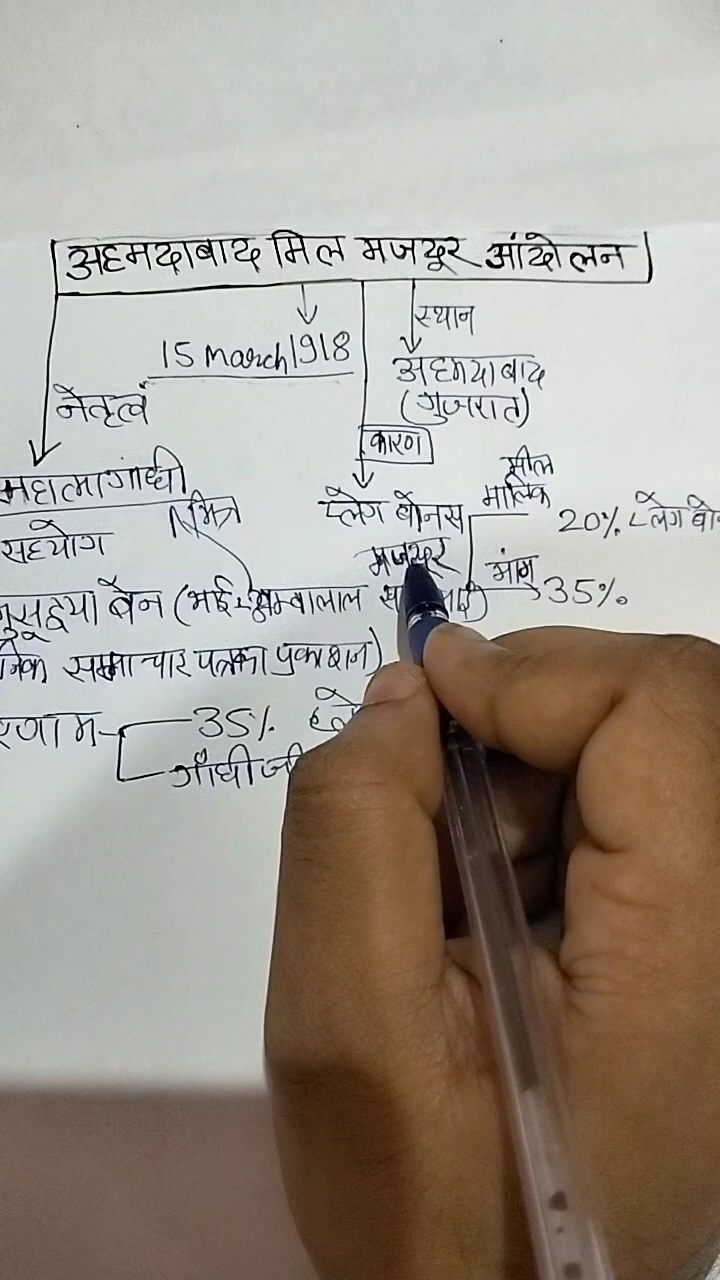 अहमदाबाद मिल मजदूर आंदोलन
स्थान
15 March 1918
अहमदाबाद
(गुजरात)
नेतृत्व
कारण
महात्मा गांधी
मील
मालिक
मित्र
प्लेग बोनस
20% प्लेग
सहयोग
मजदूर
मांग
35%
बैन (भाई अम्बालाल
समाचार पत्र का प्रकाशन)
35%
गाँधी जी